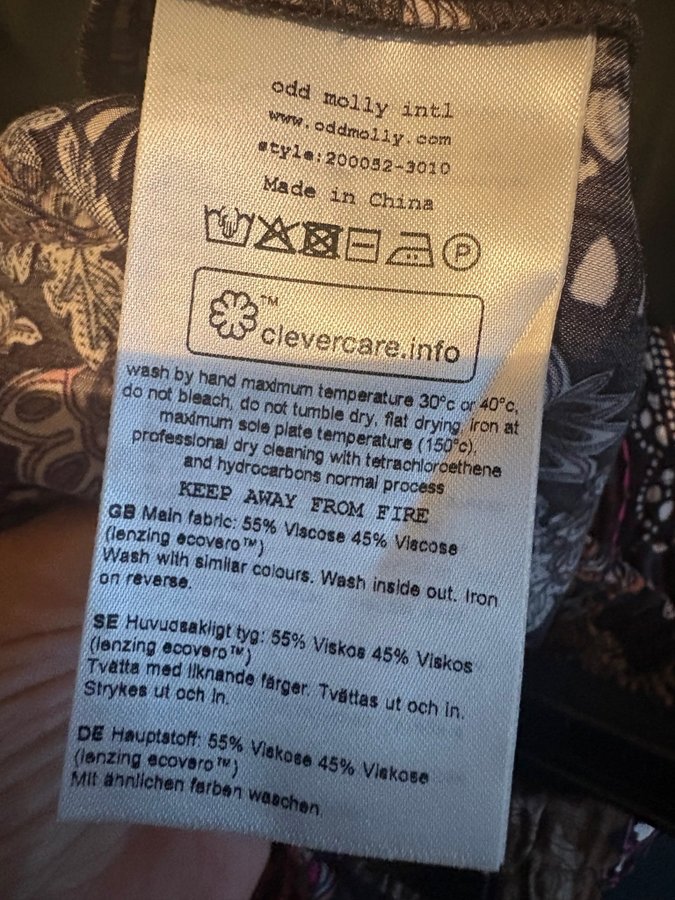 odd molly intl
www.oddmolly.com
style:200052-3010
Made in China
P
™
clevercare.info
wash by hand maximum temperature 30°c or 40°c,
do not bleach, do not tumble dry, flat drying, iron at
maximum sole plate temperature (150°c),
professional dry cleaning with tetrachloroethene
and hydrocarbons normal process
KEEP AWAY FROM FIRE
GB Main fabric: 55% Viscose 45% Viscose
(lenzing ecovero™)
Wash with similar colours. Wash inside out. Iron
on reverse.
SE Huvudsakligt tyg: 55% Viskos 45% Viskos
(lenzing ecovero™)
Tvätta med liknande färger. Tvättas ut och in.
Strykes ut och in.
DE Hauptstoff: 55% Viskose 45% Viskose
(lenzing ecovero™)
Mit ähnlichen farben waschen.